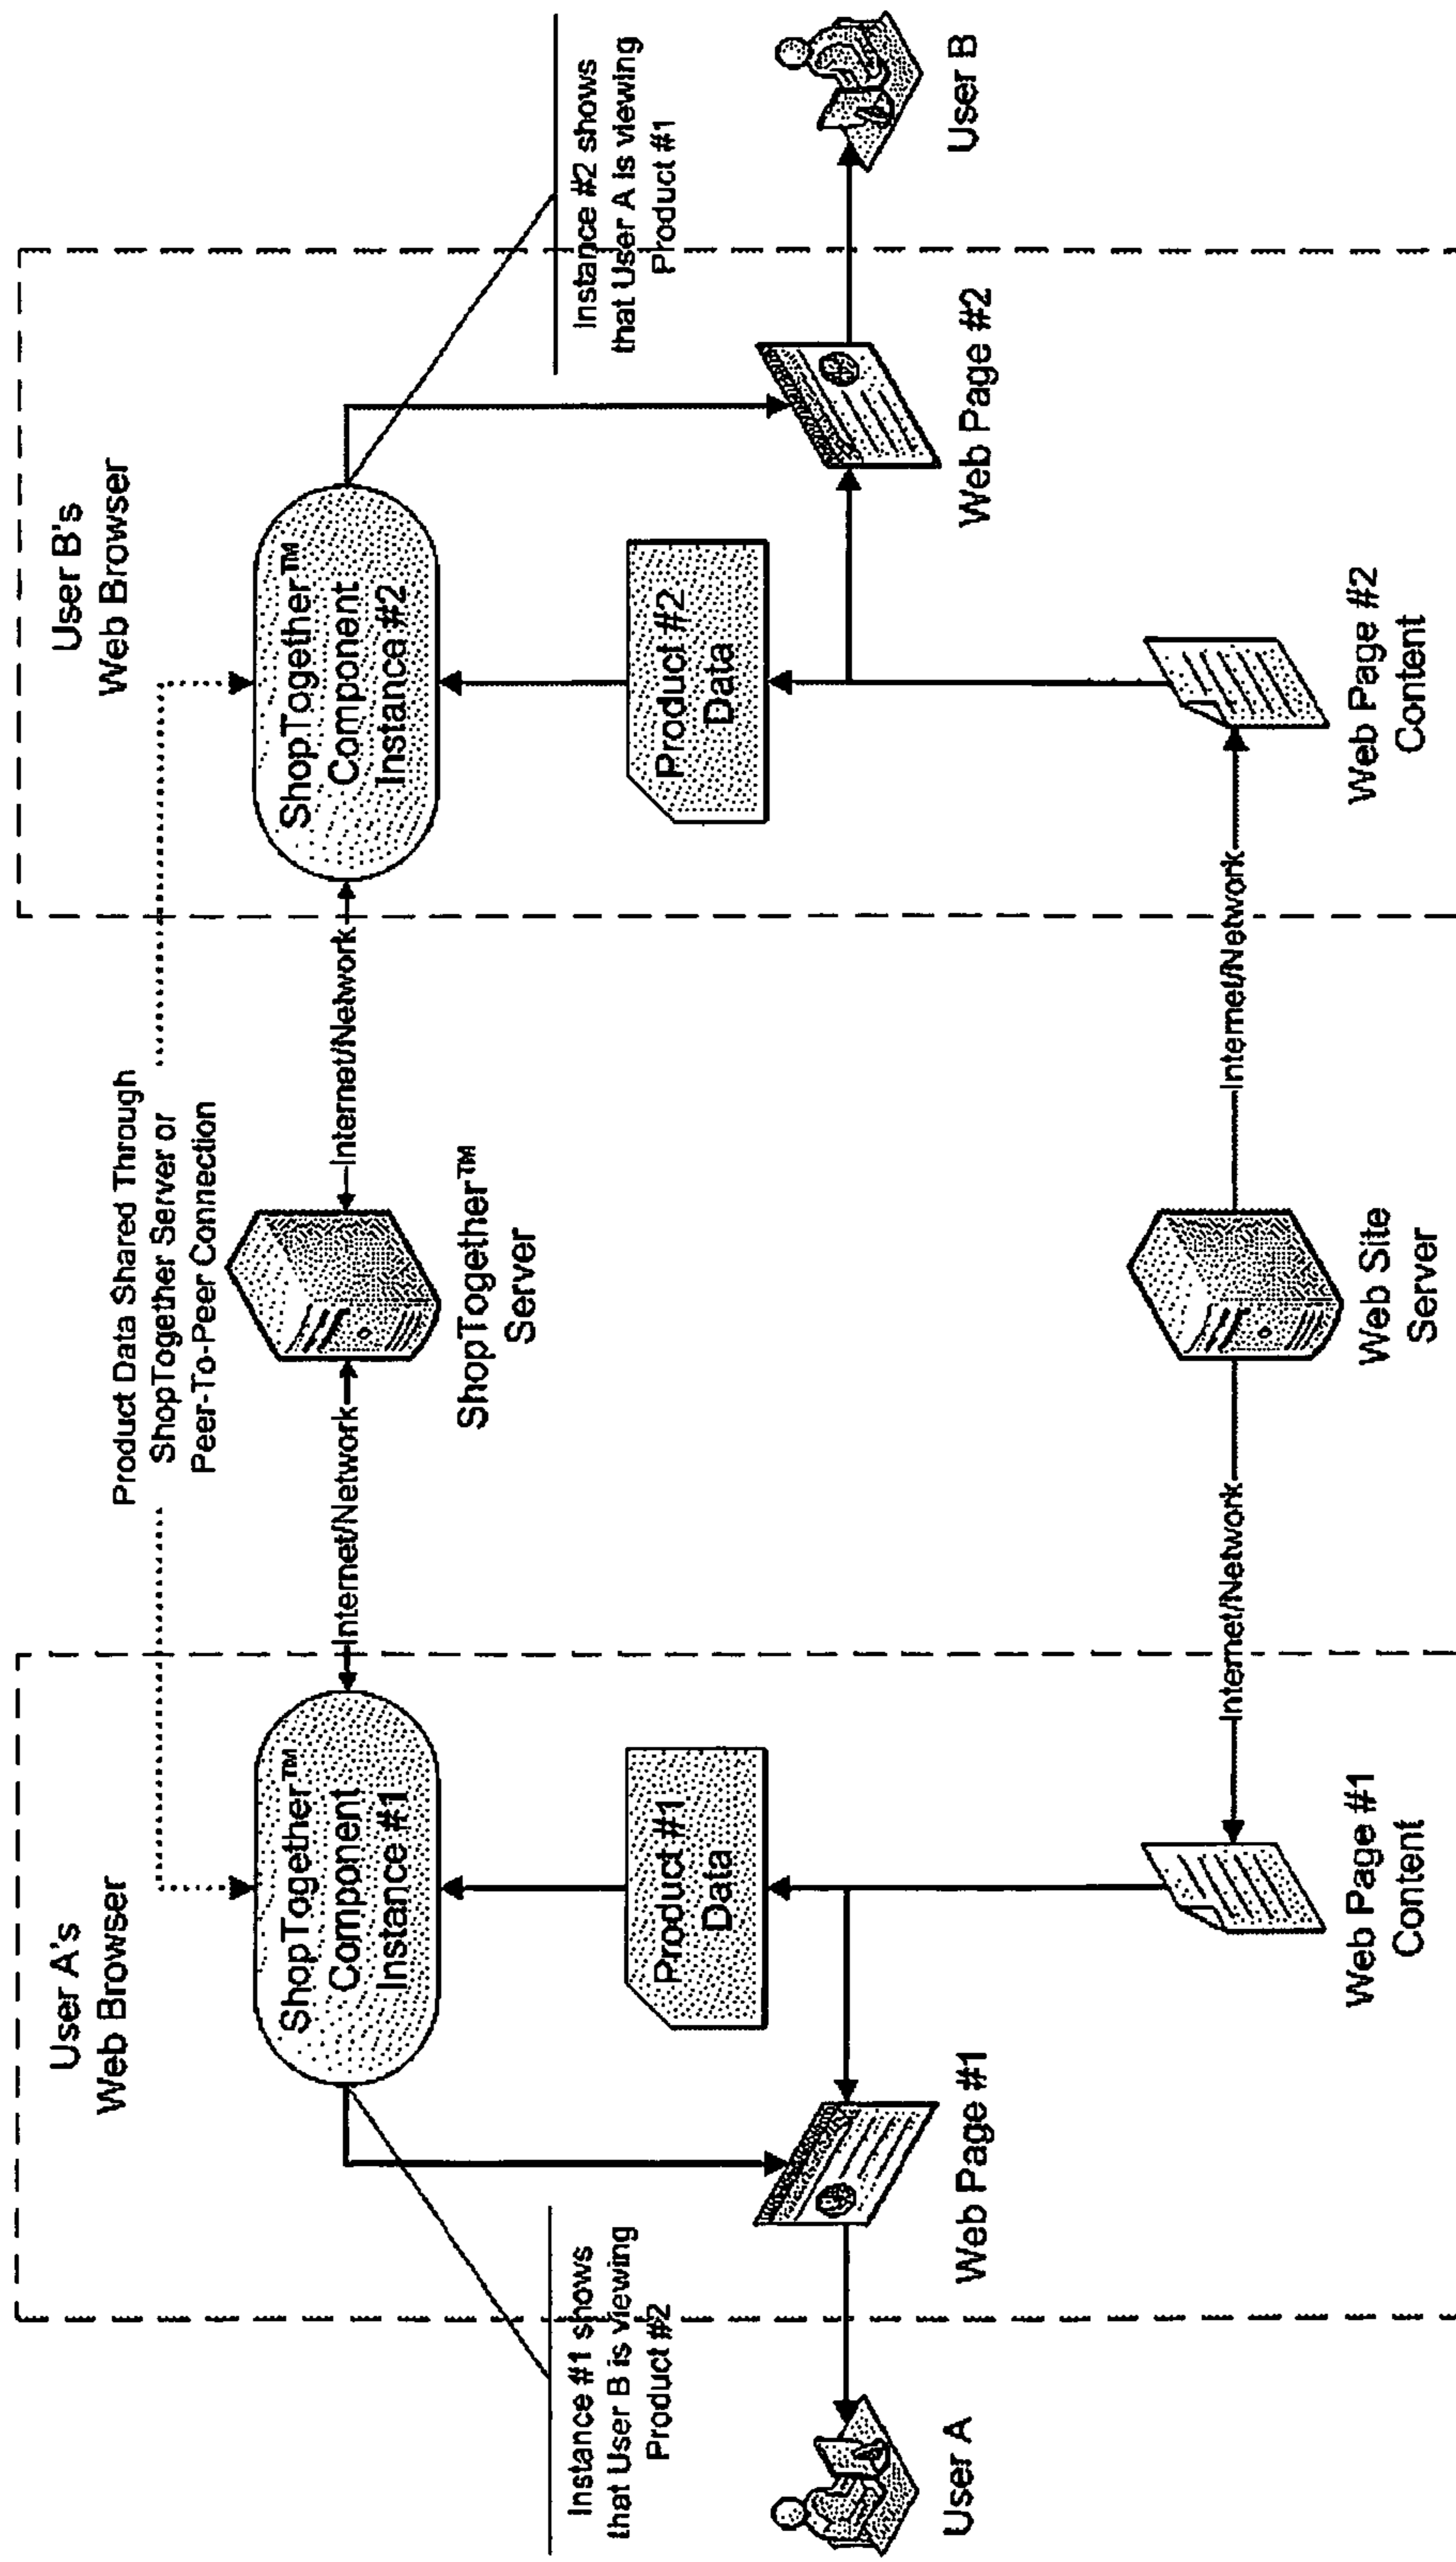 User A's
Web Browser
Product Data Shared Through
ShopTogether Server or
Peer-To-Peer Connection
User B's
Web Browser
ShopTogether™
Component
Instance #1
Internet/Network
Internet/Network
ShopTogether™
Component
Instance #2
ShopTogether™
Server
Instance #1 shows
that User B is viewing
Product #2
Instance #2 shows
that User A is viewing
Product #1
Product #1
Data
Product #2
Data
User A
Web Page #1
Web Page #2
User B
Internet/Network
Internet/Network
Web Page #1
Content
Web Site
Server
Web Page #2
Content